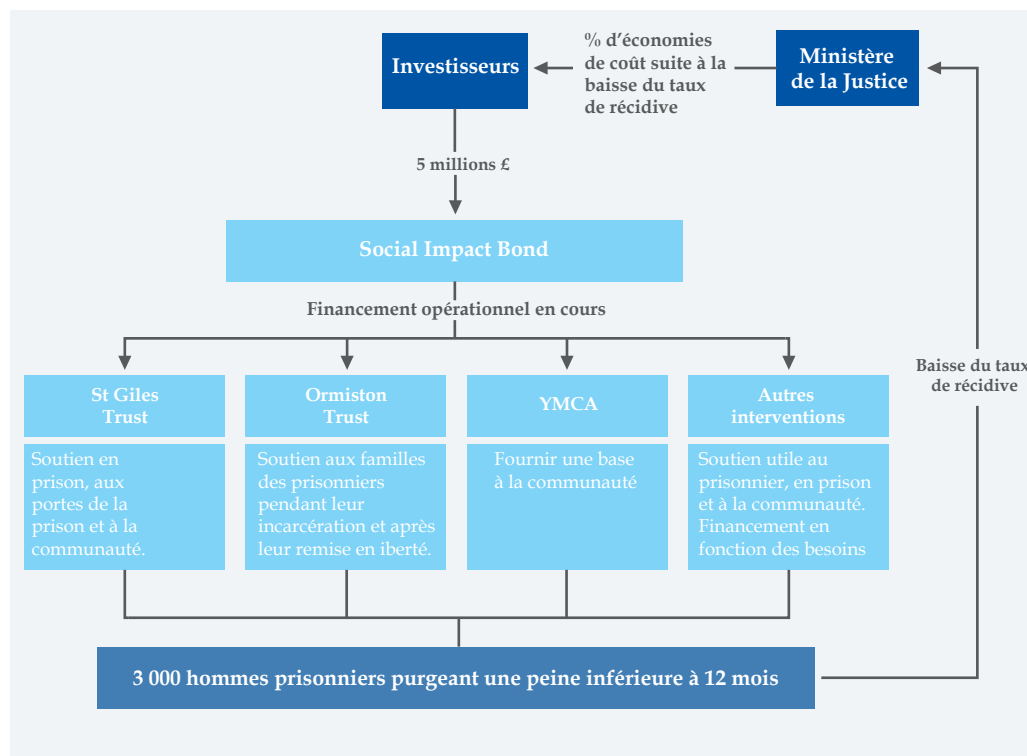 Investisseurs
% d'économies
de coût suite à la
baisse du taux
de récidive
Ministère
de la Justice
5 millions £
Social Impact Bond
Financement opérationnel en cours
Baisse du taux
de récidive
St Giles
Trust
Soutien en
prison, aux
portes de la
prison et à la
communauté.
Ormiston
Trust
Soutien aux familles
des prisonniers
pendant leur
incarcération et après
leur remise en iberté.
YMCA
Fournir une base
à la communauté
Autres
interventions
Soutien utile au
prisonnier, en prison
et à la communauté.
Financement en
fonction des besoins
3 000 hommes prisonniers purgeant une peine inférieure à 12 mois